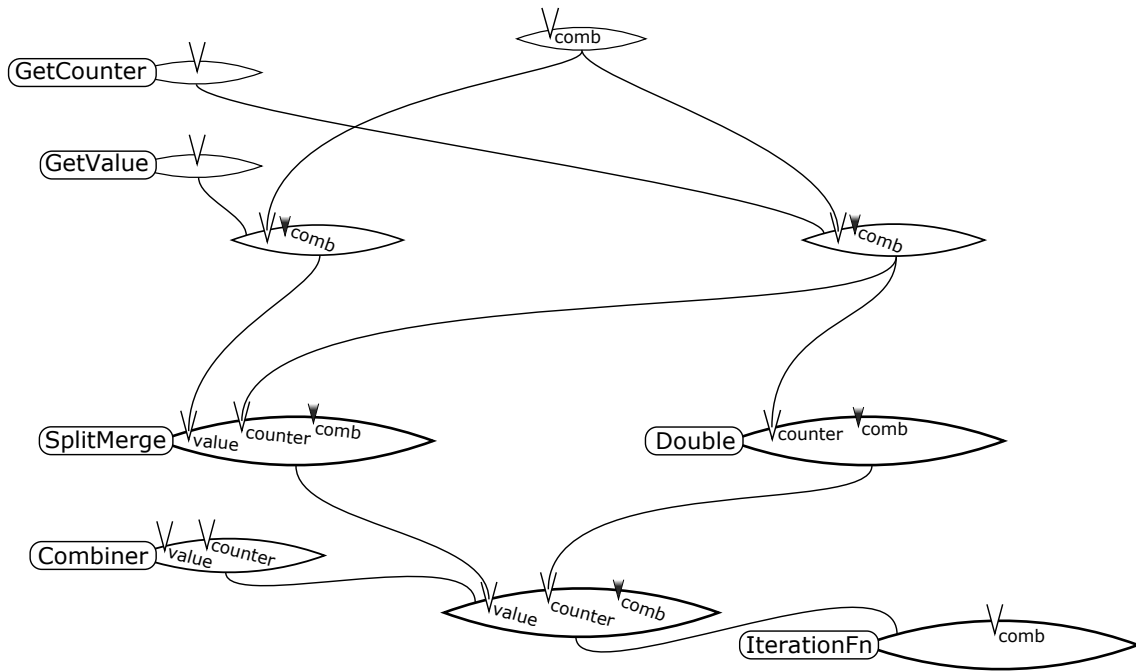 comb
GetCounter
GetValue
comb
comb
SplitMerge
value
counter
comb
Double
counter
comb
Combiner
value
counter
value
counter
comb
IterationFn
comb